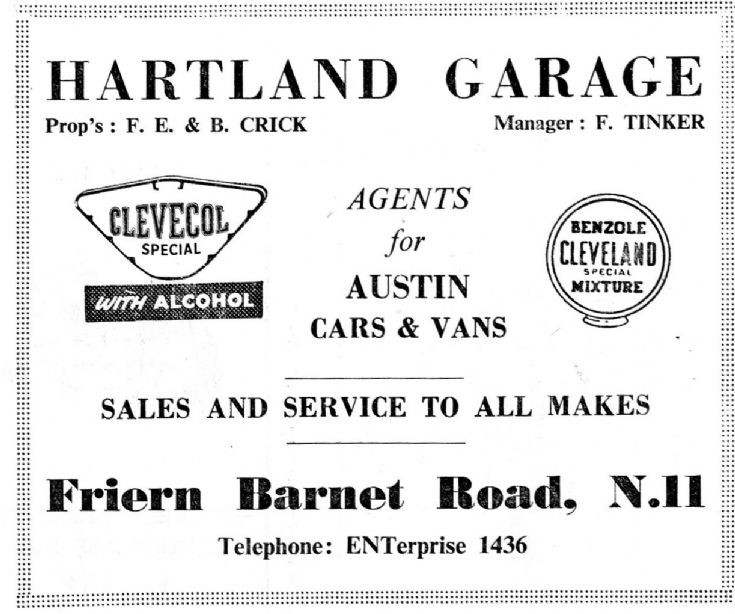 HARTLAND GARAGE
Prop's : F. E. & B. CRICK
Manager : F. TINKER
CLEVECOL
SPECIAL
WITH ALCOHOL
AGENTS
for
AUSTIN
CARS & VANS
BENZOLE
CLEVELAND
SPECIAL
MIXTURE
SALES AND SERVICE TO ALL MAKES
Friern Barnet Road, N.11
Telephone: ENTerprise 1436